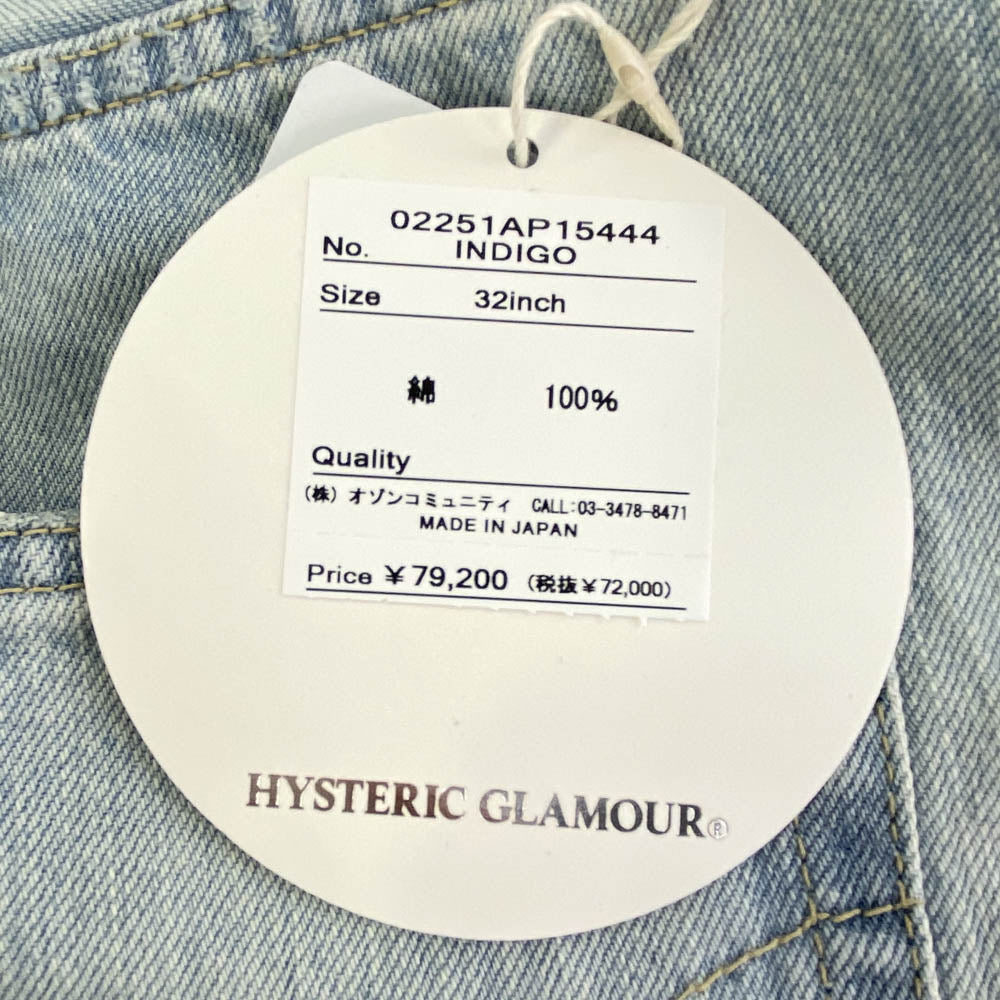 02251AP15444
No. INDIGO
Size 32inch
綿 100%
Quality
(株) オゾンコミュニティ CALL:03-3478-8471
MADE IN JAPAN
Price ¥79,200 (税抜¥72,000)
HYSTERIC GLAMOUR®